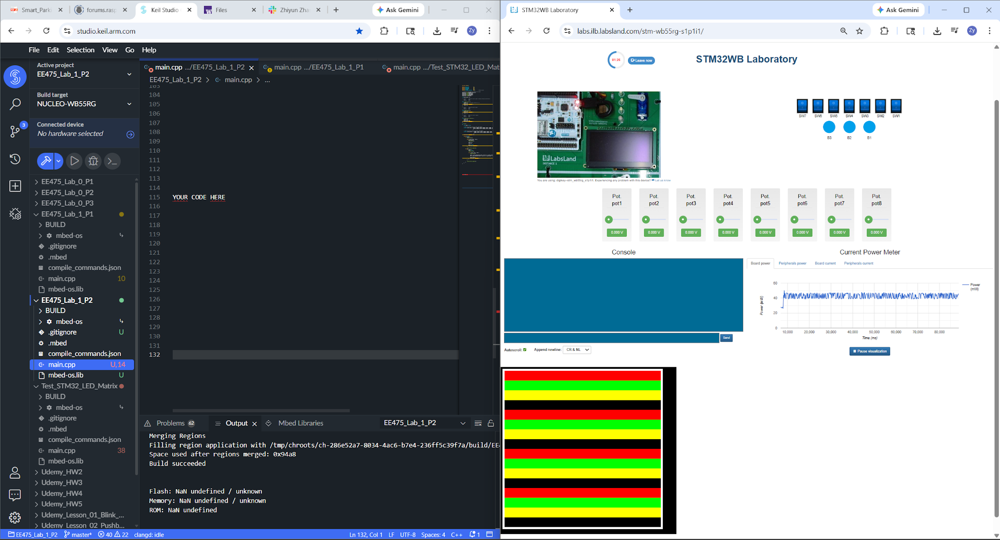 Smart_Parki
forums.rasp
Keil Studio
Files
Zhiyun Zha
Ask Gemini
studio.keil.arm.com
Zy
File Edit Selection View Go Help
Active project
EE475_Lab_1_P2
Build target
NUCLEO-WB55RG
Connected device
No hardware selected
3
EE475_Lab_0_P1
EE475_Lab_0_P2
EE475_Lab_0_P3
EE475_Lab_1_P1
BUILD
mbed-os
.gitignore
.mbed
compile_commands.json
main.cpp 10
mbed-os.lib
EE475_Lab_1_P2
BUILD
mbed-os
.gitignore U
.mbed
compile_commands.json
main.cpp U, 14
mbed-os.lib U
Test_STM32_LED_Matrix
BUILD
mbed-os
.gitignore
.mbed
compile_commands.json
main.cpp 38
mbed-os.lib
Udemy_HW2
Udemy_HW3
Udemy_HW4
Udemy_HW5
Udemy_Lesson_01_Blink_...
Udemy_Lesson_02_Pushb...
main.cpp .../EE475_Lab_1_P2
main.cpp .../EE475_Lab_1_P1
main.cpp .../Test_STM32_LED_Mat
EE475_Lab_1_P2 > main.cpp > ...
103
104
105
106
107
108
109
110
111
112
113
114
115 YOUR CODE HERE
116
117
118
119
120
121
122
123
124
125
126
127
128
129
130
131
132
Problems 62
Output
Mbed Libraries
EE475_Lab_1_P2
Merging Regions
Filling region application with /tmp/chroots/ch-286e52a7-8034-4ac6-b7e4-236ff5c39f7a/build/EE4
Space used after regions merged: 0x94a8
Build succeeded
Flash: NaN undefined / unknown
Memory: NaN undefined / unknown
ROM: NaN undefined
EE475_Lab_1_P2 master* 40 22 clangd: idle
Ln 132, Col 1 LF UTF-8 Spaces: 4 C++ 1
STM32WB Laboratory
Ask Gemini
labs.ilb.labsland.com/stm-wb55rg-s1p1i1/
Zy
01:26
Leave now
STM32WB Laboratory
STMicroelectronics
NUCLEO-WB55RG
LabsLand
INSTANCE 1
You are using: digikey--stm_wb55rg_s1p1i1. Experiencing any problem with this device? Let us know
SW7 SW6 SW5 SW4 SW3 SW2 SW1
B3 B2 B1
Pot. pot1
Pot. pot2
Pot. pot3
Pot. pot4
Pot. pot5
Pot. pot6
Pot. pot7
Pot. pot8
0.000 V 0.000 V 0.000 V 0.000 V 0.000 V 0.000 V 0.000 V 0.000 V
Console
Send
Autoscroll:
Append newline: CR & NL
Current Power Meter
Board power Peripherals power Board current Peripherals current
Power (mW)
60
40
20
0
Power (mW)
10,000 20,000 30,000 40,000 50,000 60,000 70,000 80,000
Time (ms)
Pause visualization